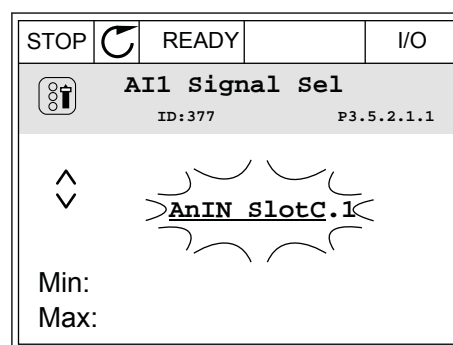 STOP READY I/O
AI1 Signal Sel
ID:377 P3.5.2.1.1
AnIN SlotC.1
Min:
Max: